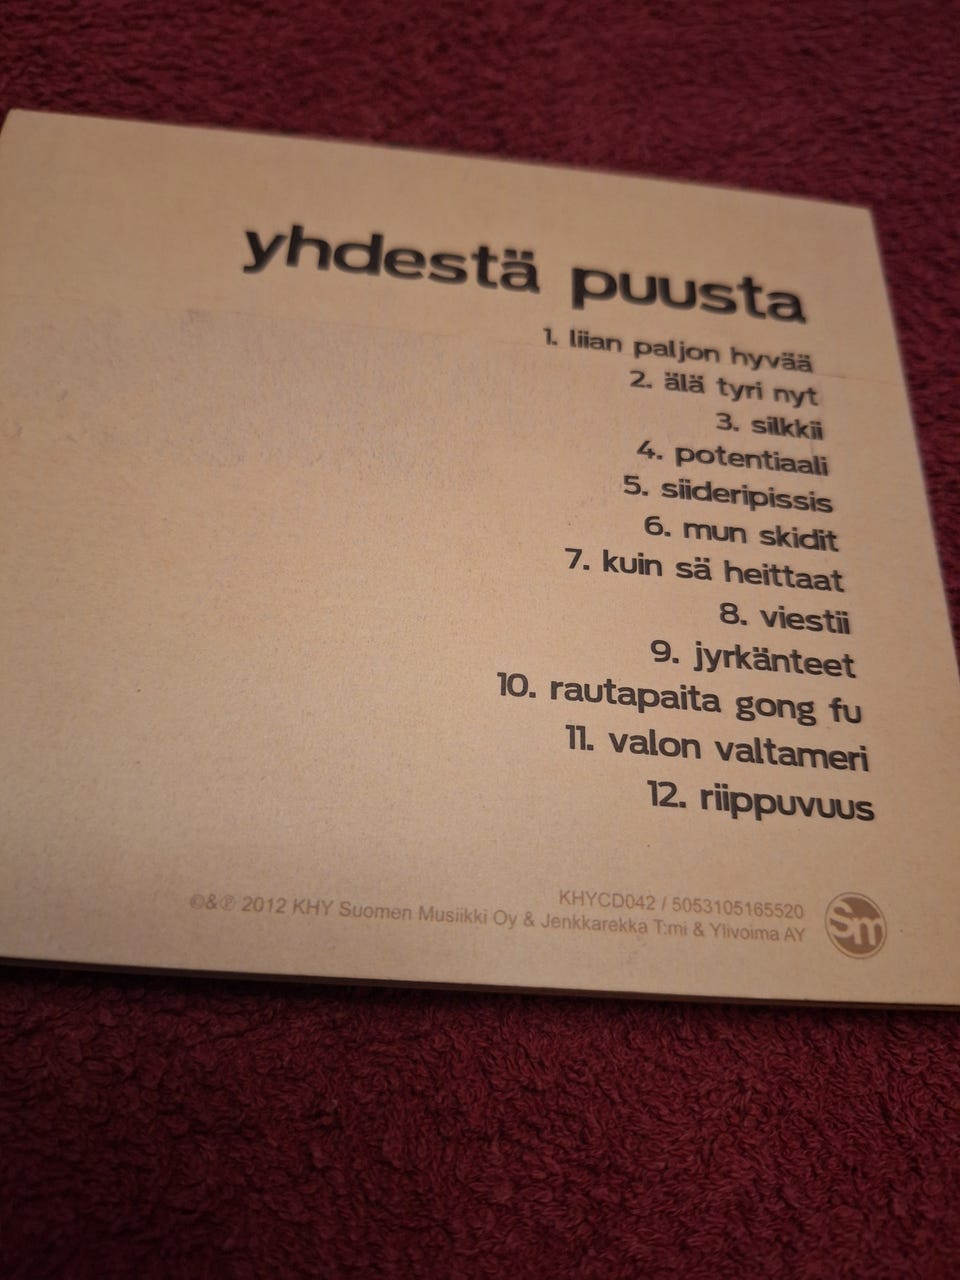 yhdestä puusta
1. liian paljon hyvää
2. älä tyri nyt
3. silkkii
4. potentiaali
5. siideripissis
6. mun skidit
7. kuin sä heittaat
8. viestii
9. jyrkänteet
10. rautapaita gong fu
11. valon valtameri
12. riippuvuus
KHYCD042 / 5053105165520
©&℗ 2012 KHY Suomen Musiikki Oy & Jenkkarekka T:mi & Ylivoima AY
Sm